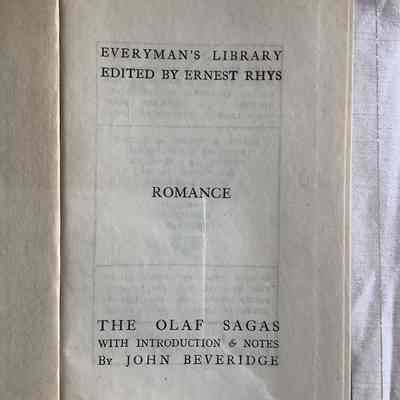 EVERYMAN'S LIBRARY
EDITED BY ERNEST RHYS
ROMANCE
THE OLAF SAGAS
WITH INTRODUCTION & NOTES
By JOHN BEVERIDGE